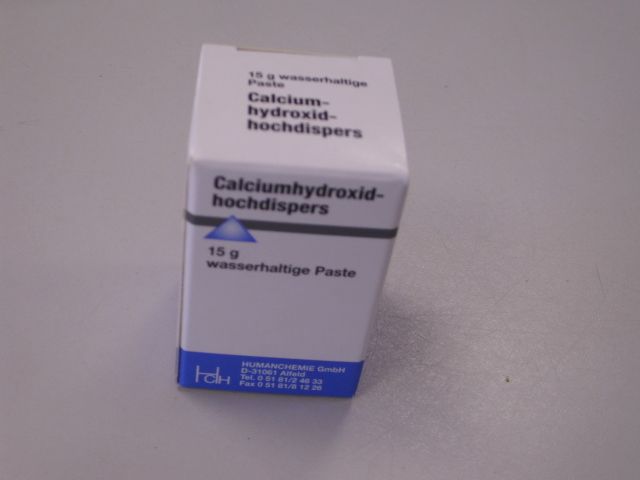 15 g wasserhaltige
Paste
Calcium-
hydroxid-
hochdispers
Calciumhydroxid-
hochdispers
15 g
wasserhaltige Paste
HCH
HUMANCHEMIE GmbH
D-31061 Alfeld
Tel. 0 51 81/2 46 33
Fax 0 51 81/8 12 26